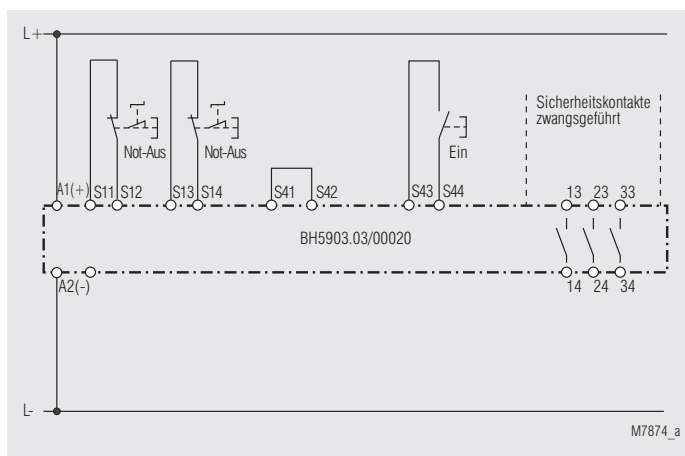 L+
Sicherheitskontakte
zwangsgeführt
Not-Aus
Not-Aus
Ein
A1(+) S11 S12 S13 S14 S41 S42 S43 S44 13 23 33
BH5903.03/00020
A2(-) 14 24 34
L-
M7874_a